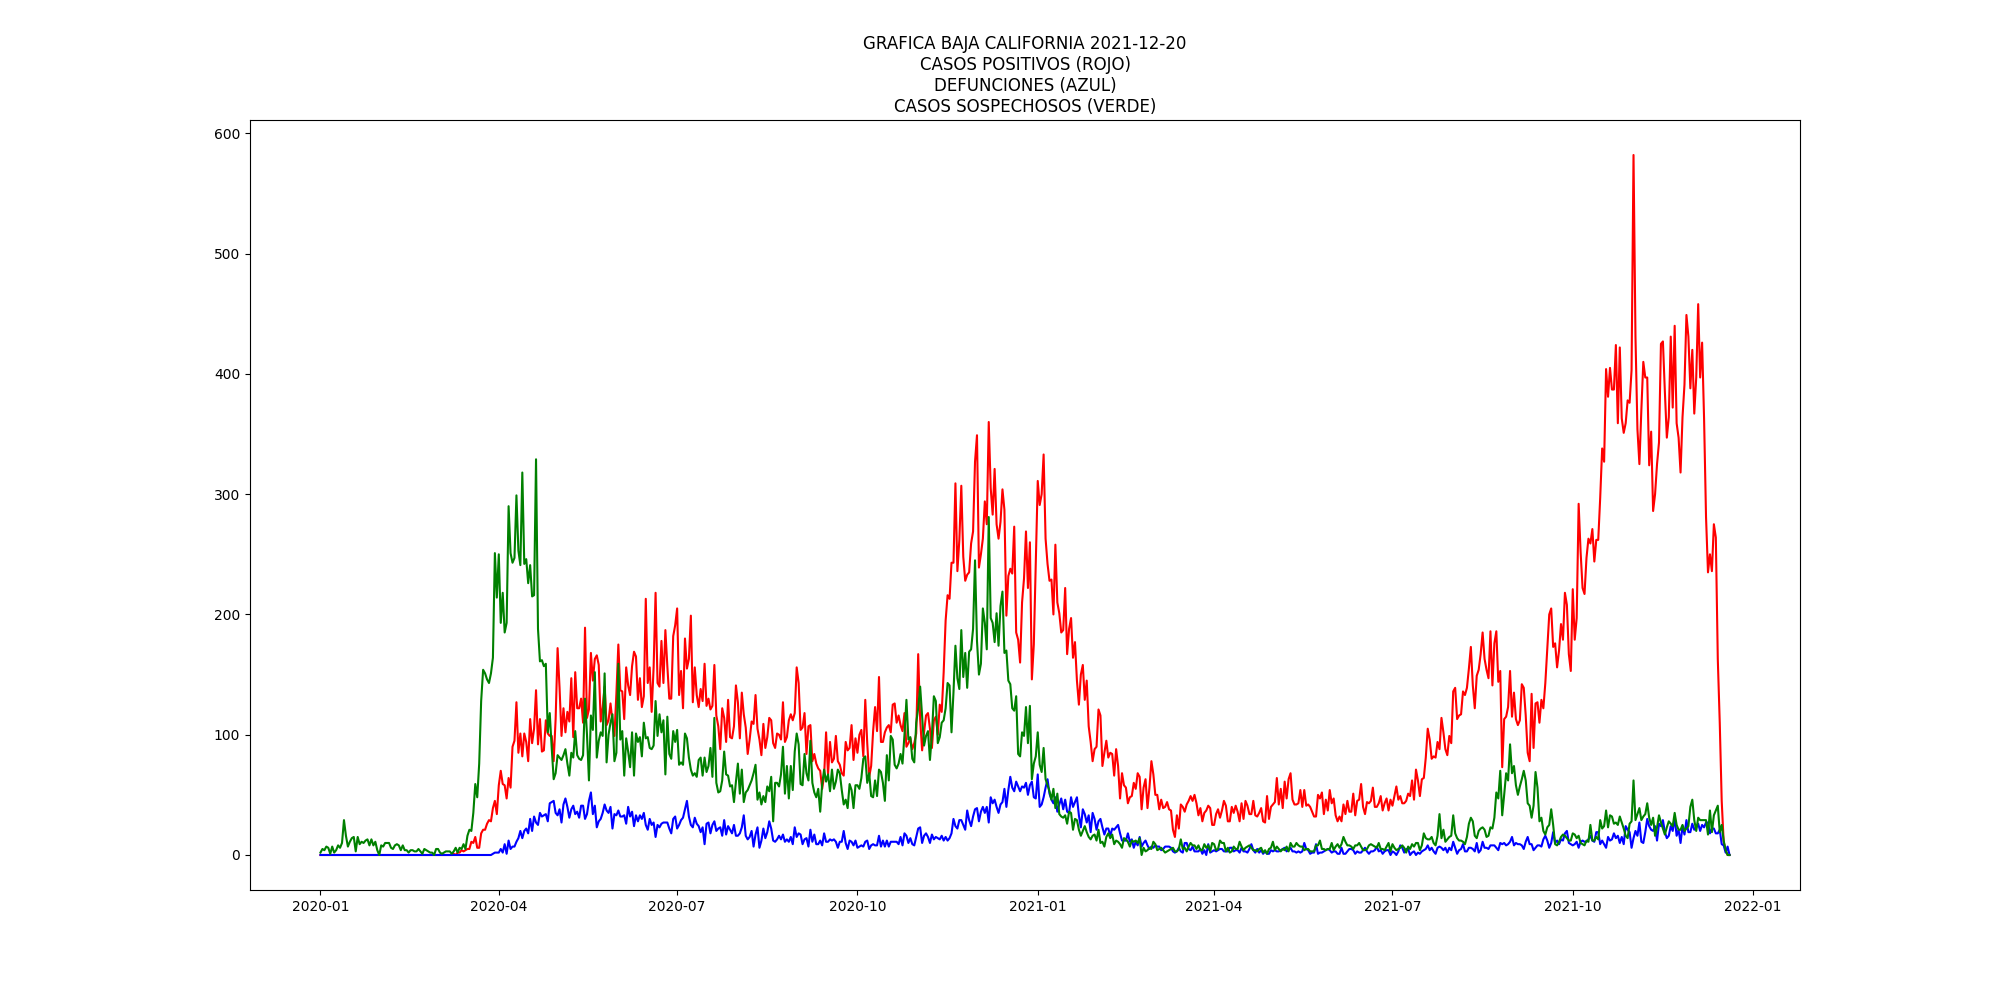 GRAFICA BAJA CALIFORNIA 2021-12-20
CASOS POSITIVOS (ROJO)
DEFUNCIONES (AZUL)
CASOS SOSPECHOSOS (VERDE)
600
500
400
300
200
100
0
2020-01 2020-04 2020-07 2020-10 2021-01 2021-04 2021-07 2021-10 2022-01